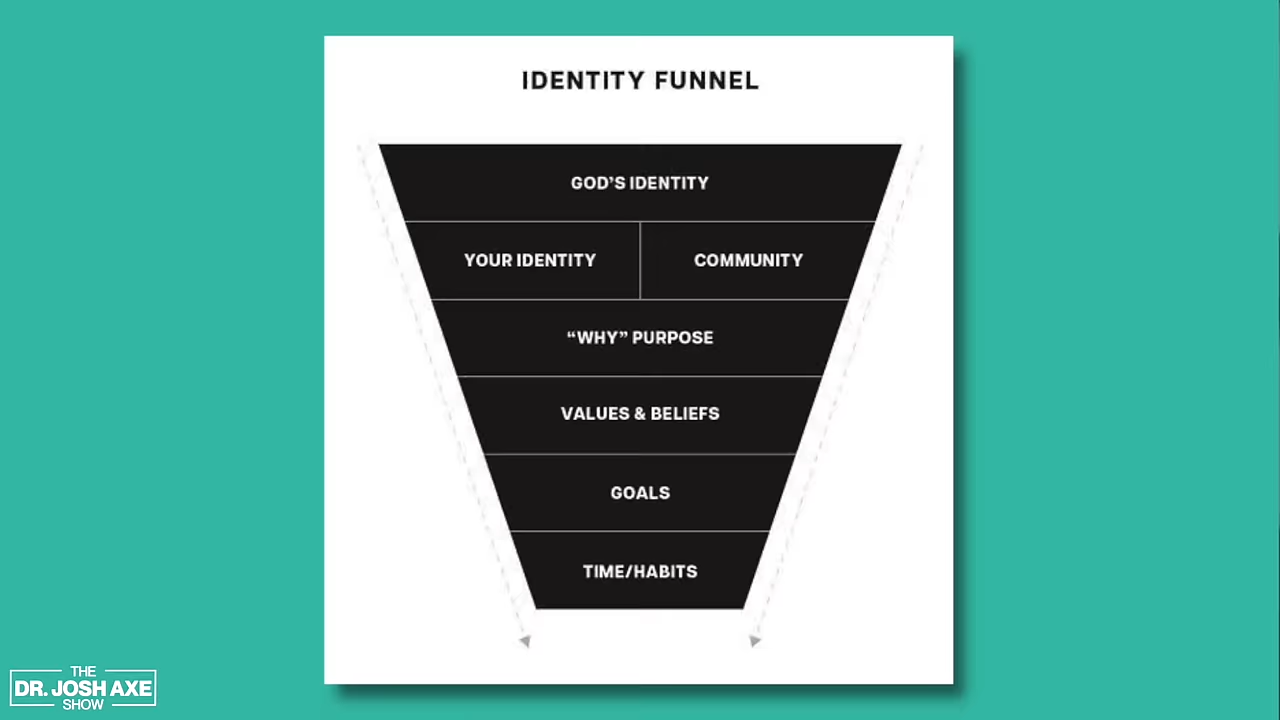 IDENTITY FUNNEL
GOD’S IDENTITY
YOUR IDENTITY
COMMUNITY
“WHY” PURPOSE
VALUES & BELIEFS
GOALS
TIME/HABITS
THE
DR. JOSH AXE
SHOW